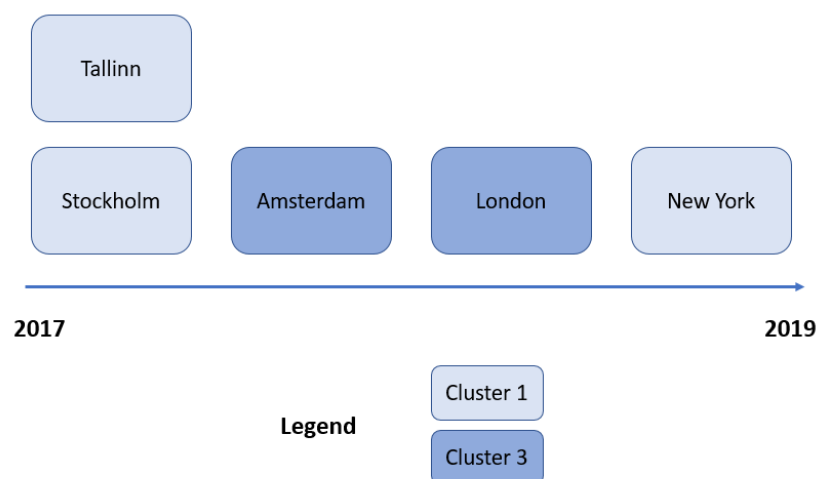 Tallinn
Stockholm
Amsterdam
London
New York
2017
2019
Cluster 1
Legend
Cluster 3